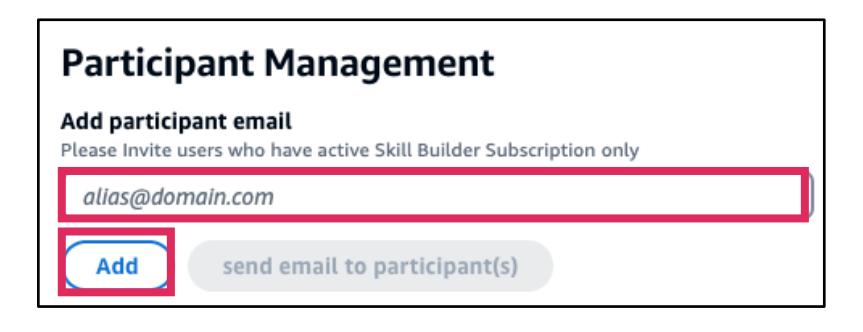 Participant Management
Add participant email
Please Invite users who have active Skill Builder Subscription only
alias@domain.com
Add send email to participant(s)